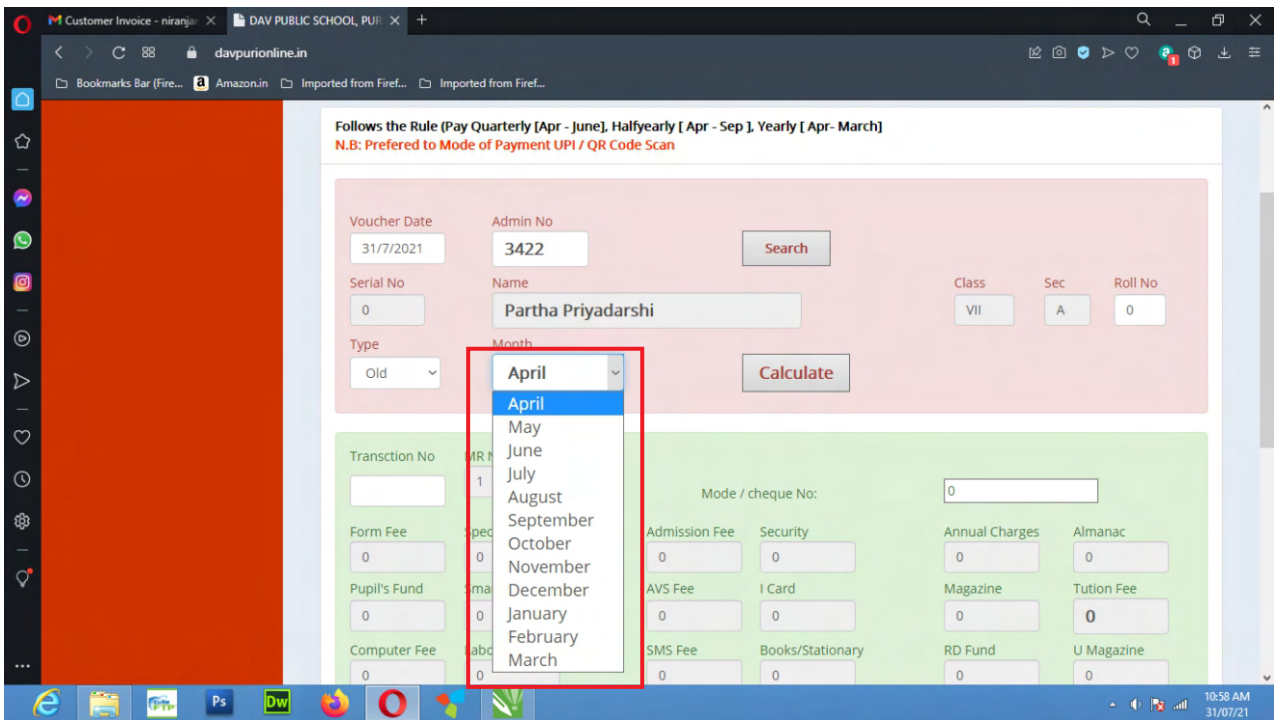 Customer Invoice - niranjan
DAV PUBLIC SCHOOL, PUR
davpurionline.in
Bookmarks Bar (Fire...
Amazon.in
Imported from Firef...
Imported from Firef...
Follows the Rule (Pay Quarterly [Apr - June], Halfyearly [ Apr - Sep ], Yearly [ Apr- March]
N.B: Prefered to Mode of Payment UPI / QR Code Scan
Voucher Date Admin No
31/7/2021 3422 Search
Serial No Name Class Sec Roll No
0 Partha Priyadarshi VII A 0
Type Month
Old April Calculate
April
May
June
July
August
September
October
November
December
January
February
March
Transction No MR
1 Mode / cheque No: 0
Form Fee Admission Fee Security Annual Charges Almanac
0 0 0 0 0 0
Pupil's Fund AVS Fee I Card Magazine Tution Fee
0 0 0 0 0 0
Computer Fee SMS Fee Books/Stationary RD Fund U Magazine
0 0 0 0 0 0
Ps Dw
10:58 AM
31/07/21